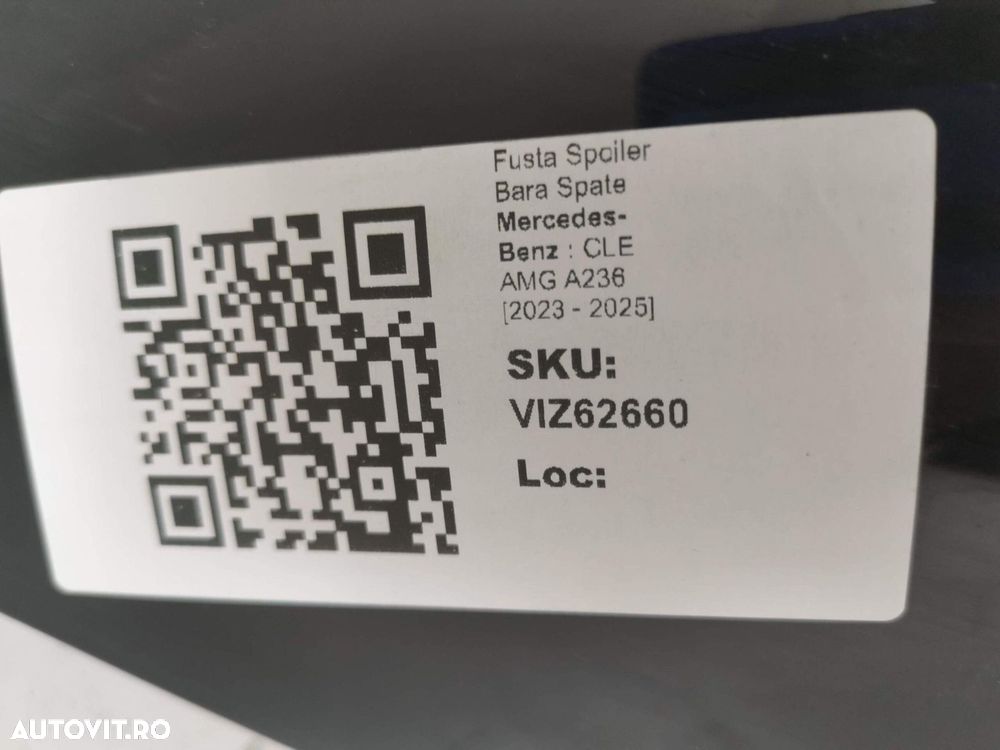 Fusta Spoiler
Bara Spate
Mercedes-
Benz : CLE
AMG A236
[2023 - 2025]
SKU:
VIZ62660
Loc:
AUTOVIT.RO